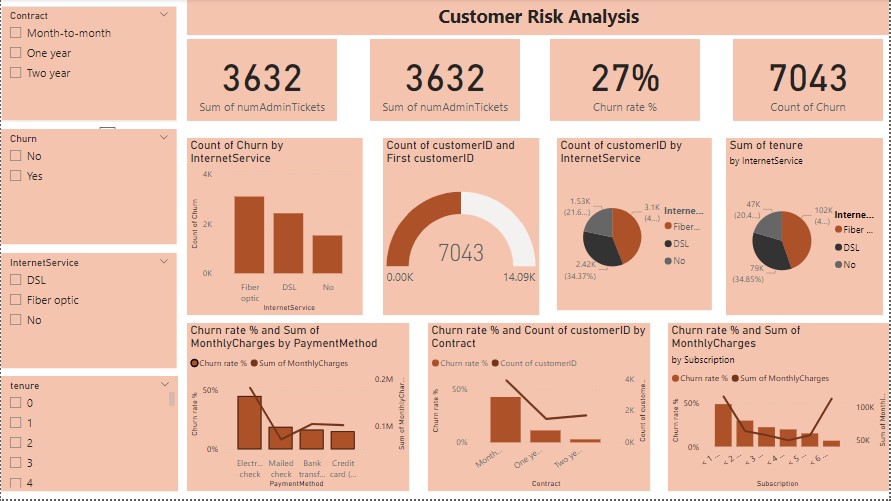 Customer Risk Analysis
Contract
Month-to-month
One year
Two year
3632
Sum of numAdminTickets
3632
Sum of numAdminTickets
27%
Churn rate %
7043
Count of Churn
Churn
No
Yes
InternetService
DSL
Fiber optic
No
tenure
0
1
2
3
4
Count of Churn by
InternetService
4K
2K
0K
Count of Churn
Fiber
optic
DSL
No
InternetService
Count of customerID and
First customerID
7043
0.00K
14.09K
Count of customerID by
InternetService
1.53K
(21.6...)
3.1K
(4...)
2.42K
(34.37%)
Interne...
Fiber ...
DSL
No
Sum of tenure
by InternetService
47K
(20.4...)
102K
(4...)
79K
(34.85%)
Interne...
Fiber ...
DSL
No
Churn rate % and Sum of
MonthlyCharges by PaymentMethod
Churn rate % Sum of MonthlyCharges
50%
0%
Churn rate %
0.2M
0.1M
Sum of MonthlyChar...
Electr...
check
Mailed
check
Bank
transf...
Credit
card (...
PaymentMethod
Churn rate % and Count of customerID by
Contract
Churn rate % Count of customerID
50%
0%
Churn rate %
4K
2K
0K
Count of custome...
Month...
One ye...
Two ye...
Contract
Churn rate % and Sum of
MonthlyCharges
by Subscription
Churn rate % Sum of MonthlyCharges
50%
0%
Churn rate %
100K
50K
Sum of Monthl...
< 1 ...
< 2 ...
< 3 ...
< 4 ...
< 5 ...
< 6 ...
Subscription